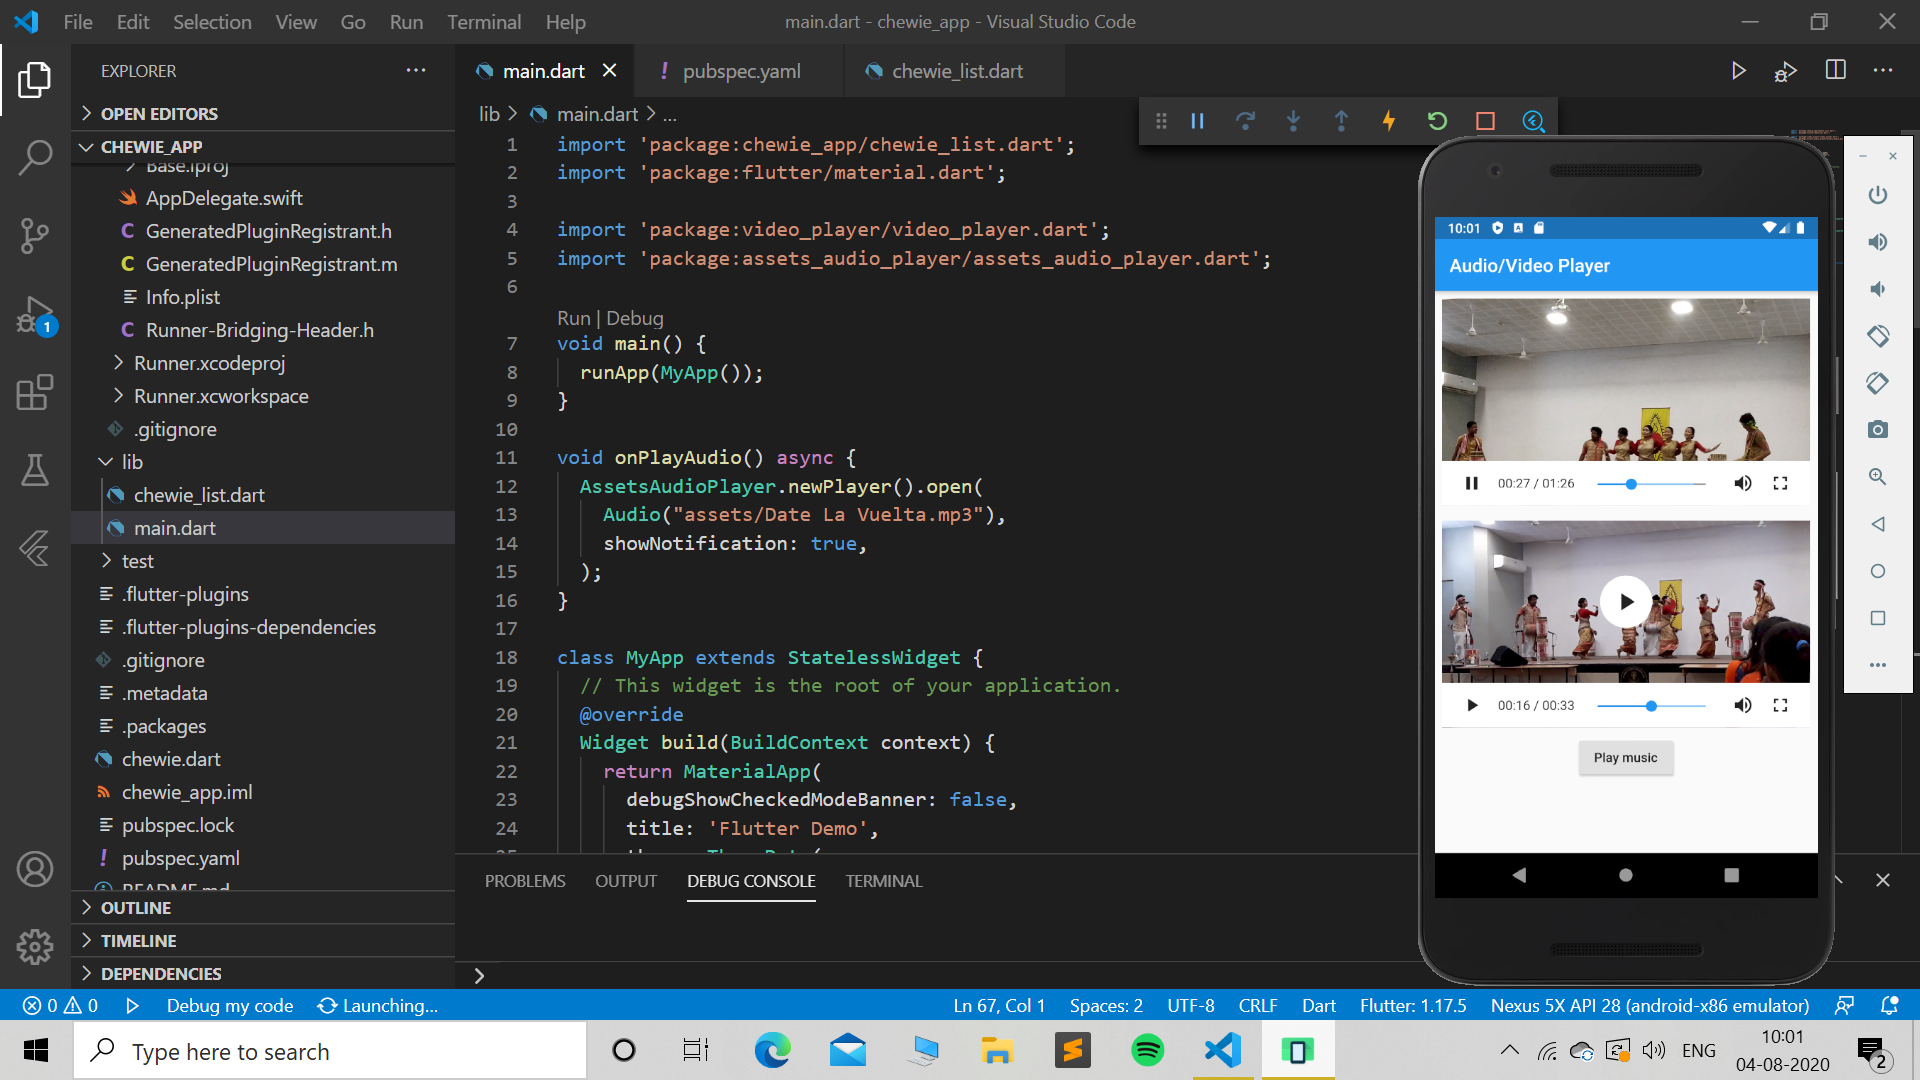 File Edit Selection View Go Run Terminal Help
main.dart - chewie_app - Visual Studio Code
EXPLORER
OPEN EDITORS
CHEWIE_APP
Base.lproj
AppDelegate.swift
C GeneratedPluginRegistrant.h
C GeneratedPluginRegistrant.m
Info.plist
C Runner-Bridging-Header.h
Runner.xcodeproj
Runner.xcworkspace
.gitignore
lib
chewie_list.dart
main.dart
test
.flutter-plugins
.flutter-plugins-dependencies
.gitignore
.metadata
.packages
chewie.dart
chewie_app.iml
pubspec.lock
! pubspec.yaml
README.md
OUTLINE
TIMELINE
DEPENDENCIES
1
main.dart
! pubspec.yaml
chewie_list.dart
lib > main.dart > ...
1 import 'package:chewie_app/chewie_list.dart';
2 import 'package:flutter/material.dart';
3
4 import 'package:video_player/video_player.dart';
5 import 'package:assets_audio_player/assets_audio_player.dart';
6
Run | Debug
7 void main() {
8 runApp(MyApp());
9 }
10
11 void onPlayAudio() async {
12 AssetsAudioPlayer.newPlayer().open(
13 Audio("assets/Date La Vuelta.mp3"),
14 showNotification: true,
15 );
16 }
17
18 class MyApp extends StatelessWidget {
19 // This widget is the root of your application.
20 @override
21 Widget build(BuildContext context) {
22 return MaterialApp(
23 debugShowCheckedModeBanner: false,
24 title: 'Flutter Demo',
PROBLEMS OUTPUT DEBUG CONSOLE TERMINAL
10:01
Audio/Video Player
00:27 / 01:26
00:16 / 00:33
Play music
0 0 Debug my code Launching...
Ln 67, Col 1 Spaces: 2 UTF-8 CRLF Dart Flutter: 1.17.5 Nexus 5X API 28 (android-x86 emulator)
Type here to search
ENG
10:01
04-08-2020
2